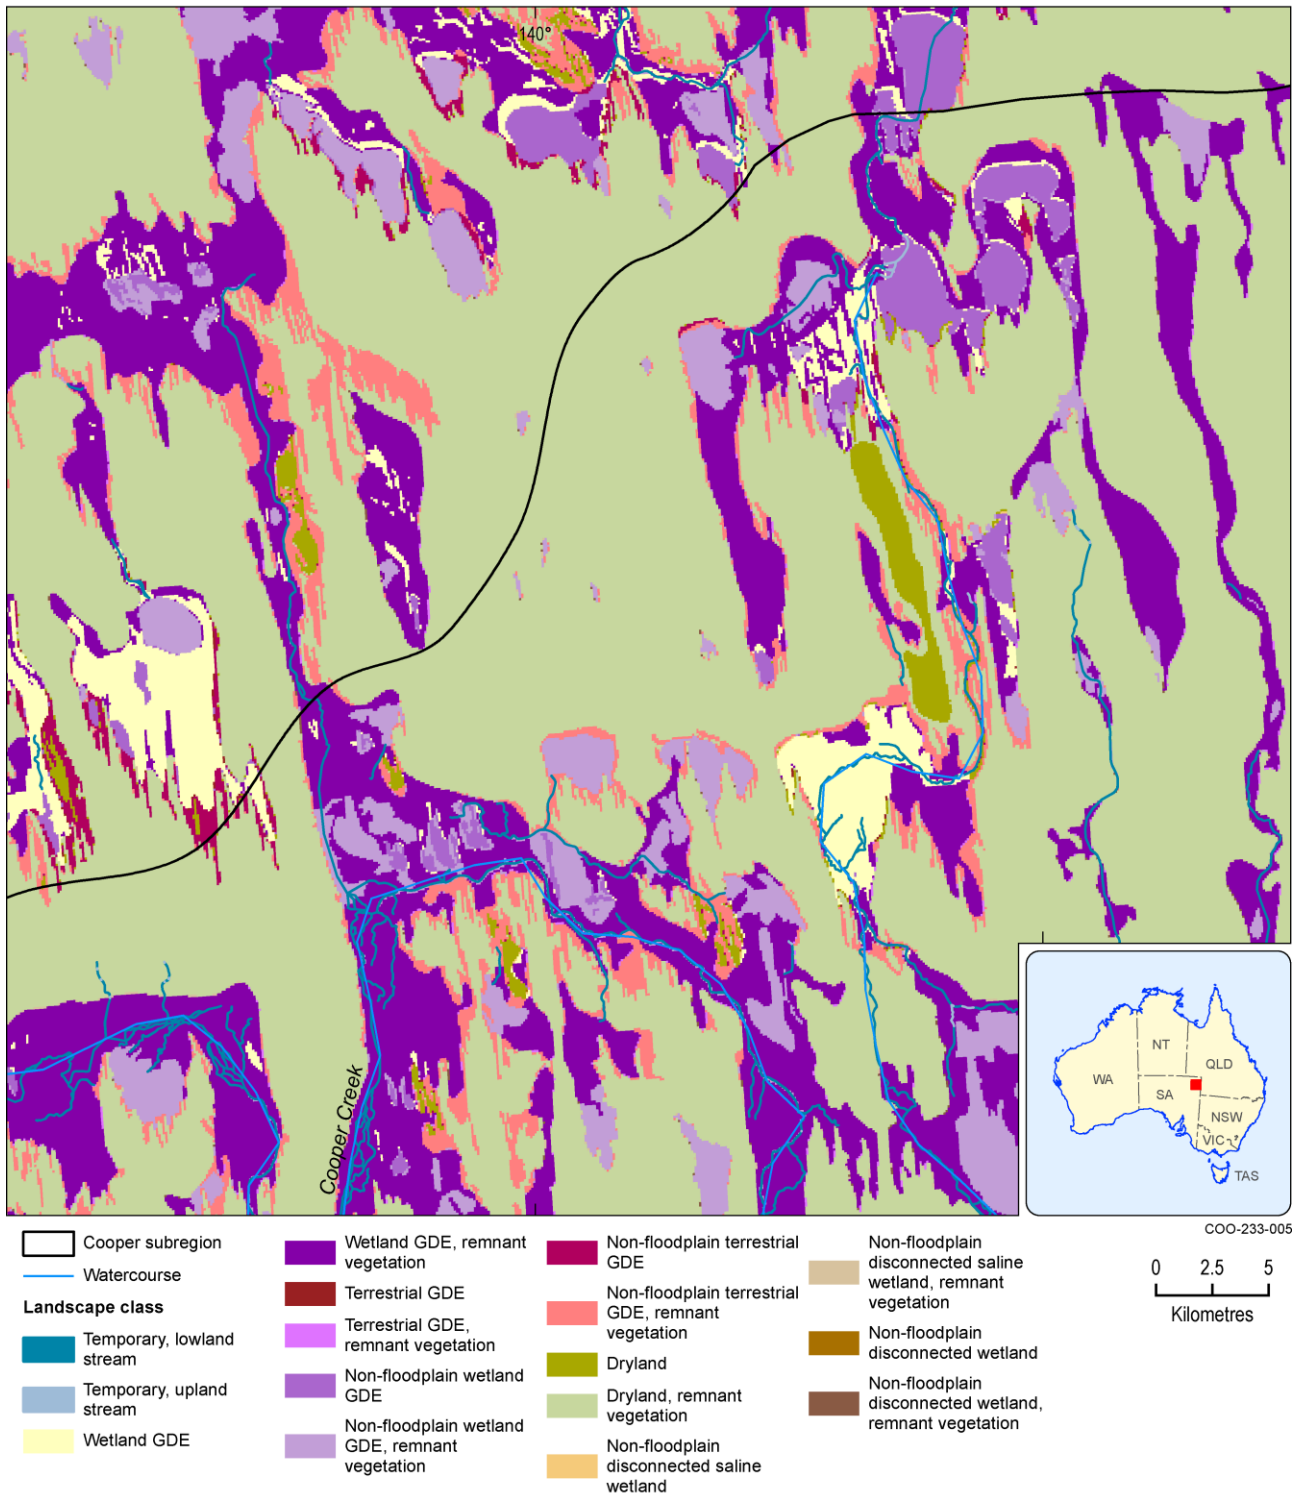 140°
Cooper Creek
NT
QLD
WA
SA
NSW
VIC
TAS
COO-233-005
Cooper subregion
Watercourse
Landscape class
Temporary, lowland
stream
Temporary, upland
stream
Wetland GDE
Wetland GDE, remnant
vegetation
Terrestrial GDE
Terrestrial GDE,
remnant vegetation
Non-floodplain wetland
GDE
Non-floodplain wetland
GDE, remnant
vegetation
Non-floodplain terrestrial
GDE
Non-floodplain terrestrial
GDE, remnant
vegetation
Dryland
Dryland, remnant
vegetation
Non-floodplain
disconnected saline
wetland
Non-floodplain
disconnected saline
wetland, remnant
vegetation
Non-floodplain
disconnected wetland
Non-floodplain
disconnected wetland,
remnant vegetation
0 2.5 5
Kilometres